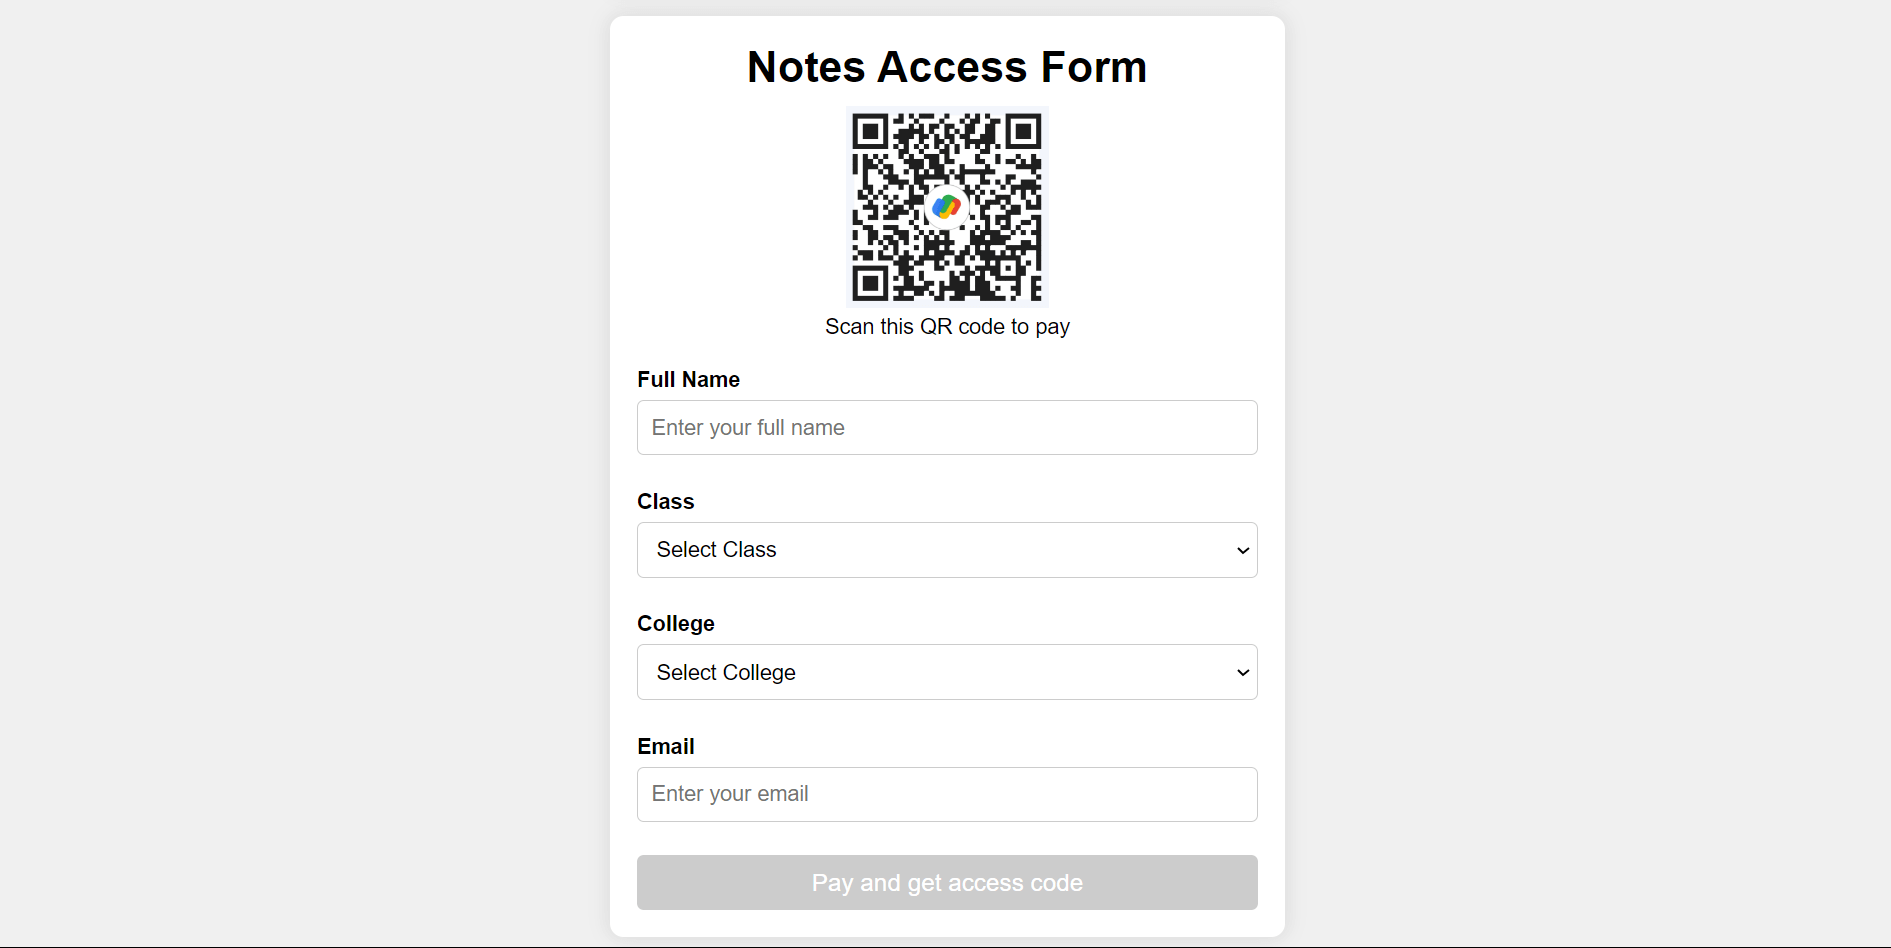 Notes Access Form
Scan this QR code to pay
Full Name
Enter your full name
Class
Select Class
College
Select College
Email
Enter your email
Pay and get access code